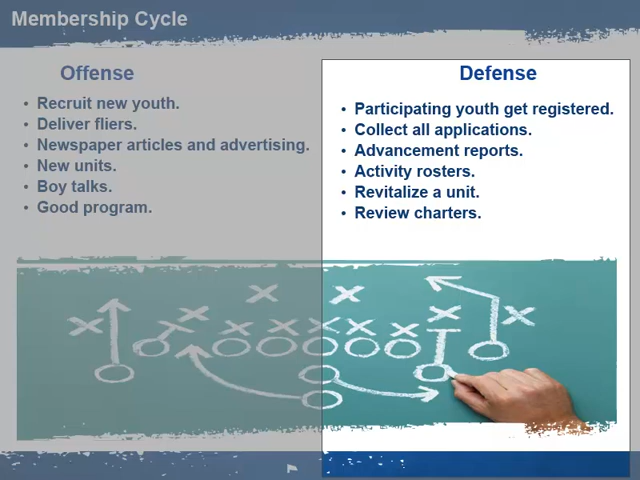 Membership Cycle
Offense
• Recruit new youth.
• Deliver fliers.
• Newspaper articles and advertising.
• New units.
• Boy talks.
• Good program.
Defense
• Participating youth get registered.
• Collect all applications.
• Advancement reports.
• Activity rosters.
• Revitalize a unit.
• Review charters.